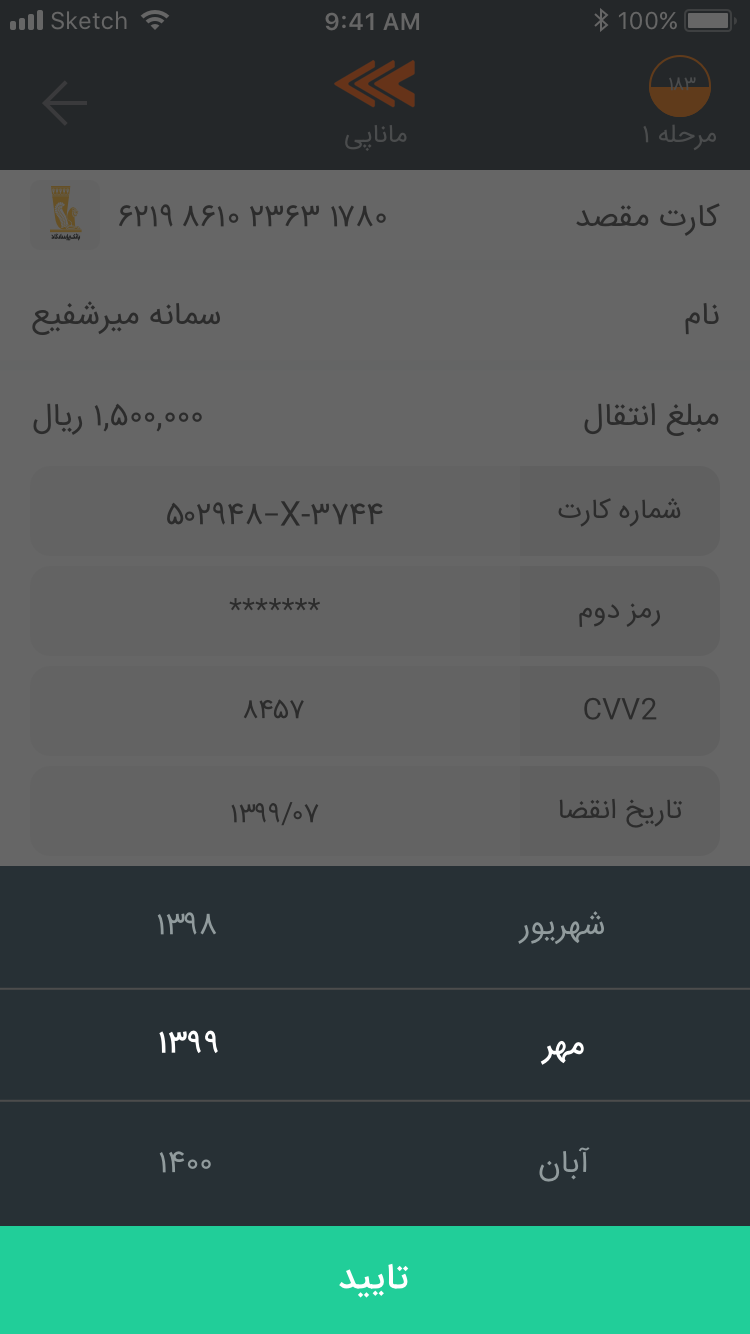 Sketch 9:41 AM 100%
۱۸۳
مرحله ۱
ماناپی
کارت مقصد ۶۲۱۹ ۸۶۱۰ ۲۳۶۳ ۱۷۸۰
نام سمانه میرشفیع
مبلغ انتقال ۱,۵۰۰,۰۰۰ ریال
شماره کارت ۵۰۲۹۴۸-X-۳۷۴۴
رمز دوم *******
CVV2 ۸۴۵۷
تاریخ انقضا ۱۳۹۹/۰۷
شهریور ۱۳۹۸
مهر ۱۳۹۹
آبان ۱۴۰۰
تایید